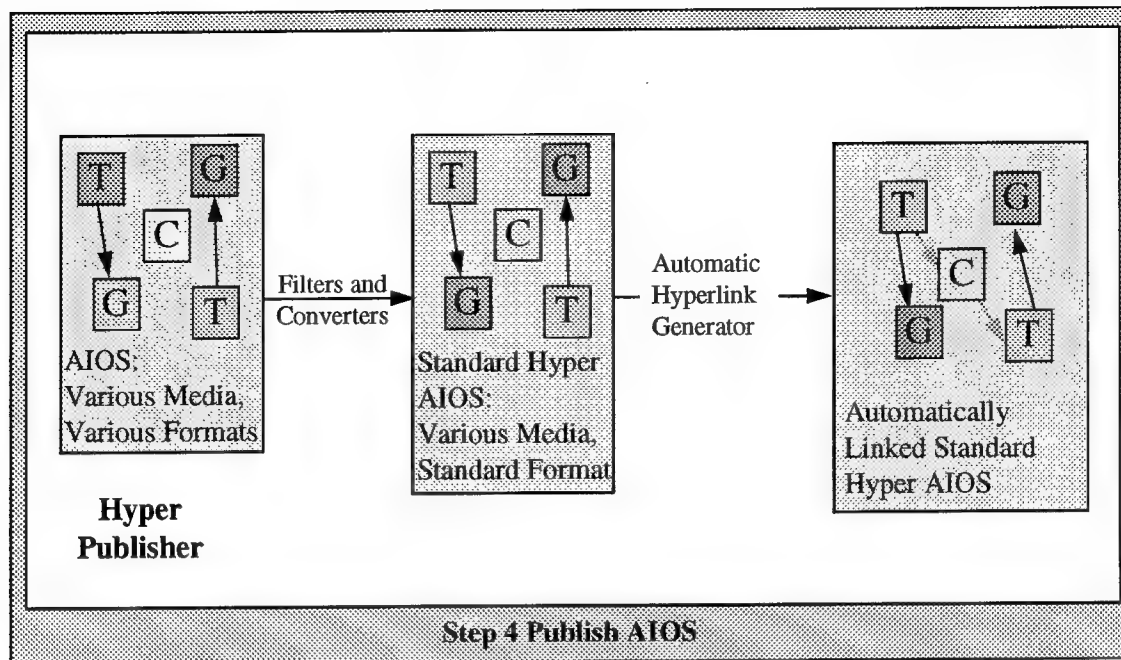 T
G
C
G
T
AIOS:
Various Media,
Various Formats
Hyper
Publisher
Filters and
Converters
T
G
C
G
T
Standard Hyper
AIOS:
Various Media,
Standard Format
Automatic
Hyperlink
Generator
T
G
C
G
T
Automatically
Linked Standard
Hyper AIOS
Step 4 Publish AIOS